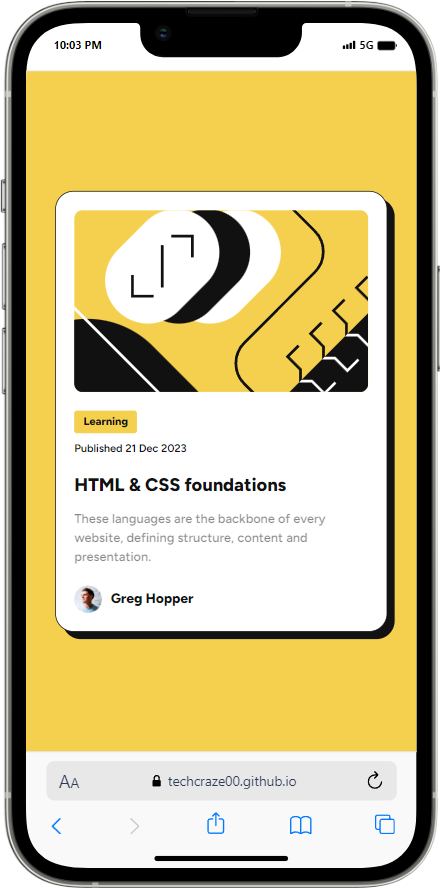 10:03 PM 5G
Learning
Published 21 Dec 2023
HTML & CSS foundations
These languages are the backbone of every
website, defining structure, content and
presentation.
Greg Hopper
AA techcraze00.github.io